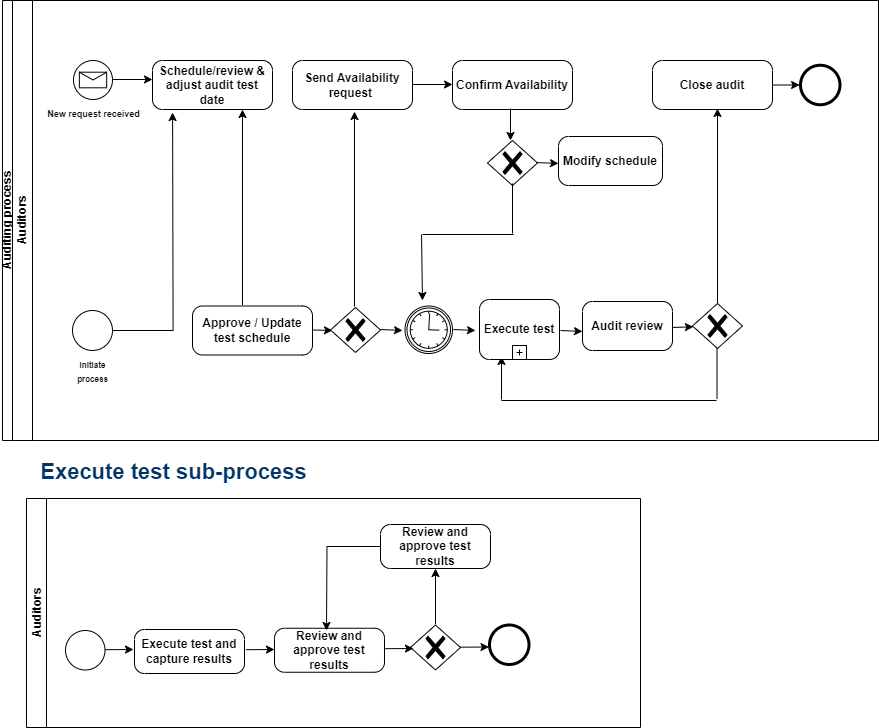 Auditing process
Auditors
Schedule/review &
adjust audit test
date
Send Availability
request
Confirm Availability
Close audit
New request received
Modify schedule
Approve / Update
test schedule
Execute test
Audit review
Initiate
process
Execute test sub-process
Auditors
Review and
approve test
results
Execute test and
capture results
Review and
approve test
results